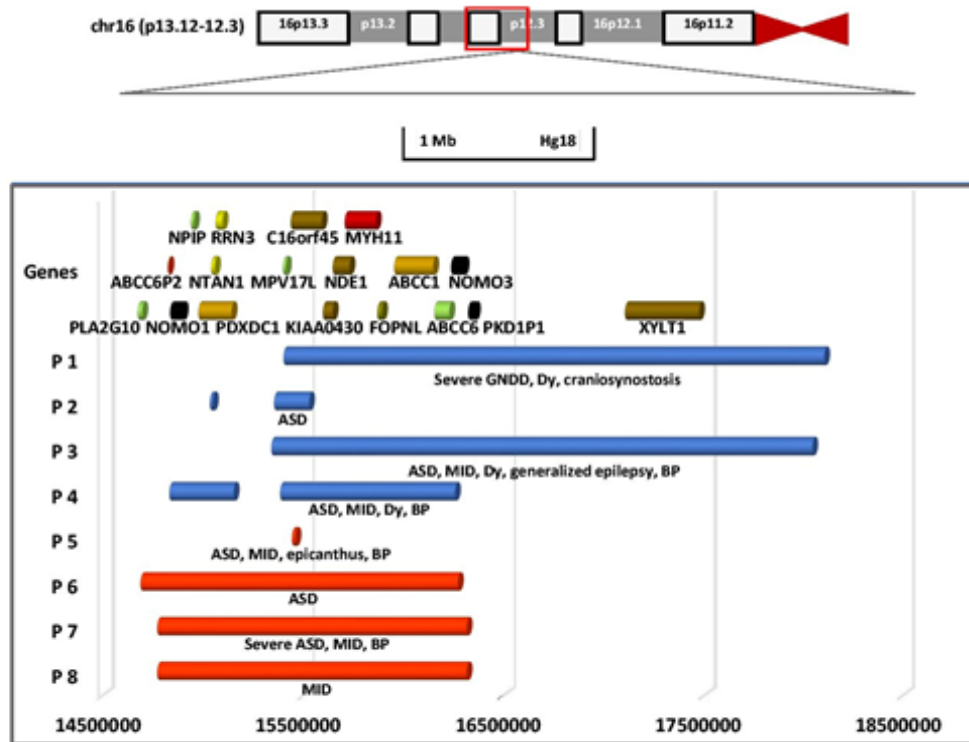 chr16 (p13.12-12.3) 16p13.3 p13.2 p12.3 16p12.1 16p11.2
1 Mb Hg18
NPIP RRN3 C16orf45 MYH11
Genes
ABCC6P2 NTAN1 MPV17L NDE1 ABCC1 NOMO3
PLA2G10 NOMO1 PDXDC1 KIAA0430 FOPNL ABCC6 PKD1P1 XYLT1
P 1
Severe GNDD, Dy, craniosynostosis
P 2
ASD
P 3
ASD, MID, Dy, generalized epilepsy, BP
P 4
ASD, MID, Dy, BP
P 5
ASD, MID, epicanthus, BP
P 6
ASD
P 7
Severe ASD, MID, BP
P 8
MID
14500000 15500000 16500000 17500000 18500000